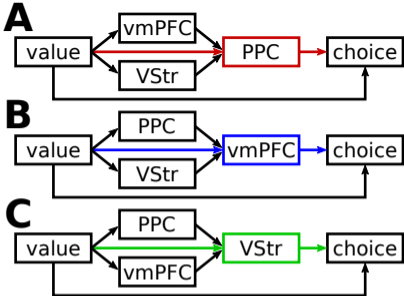 A
vmPFC
value PPC choice
VStr
B
PPC
value vmPFC choice
VStr
C
PPC
value VStr choice
vmPFC